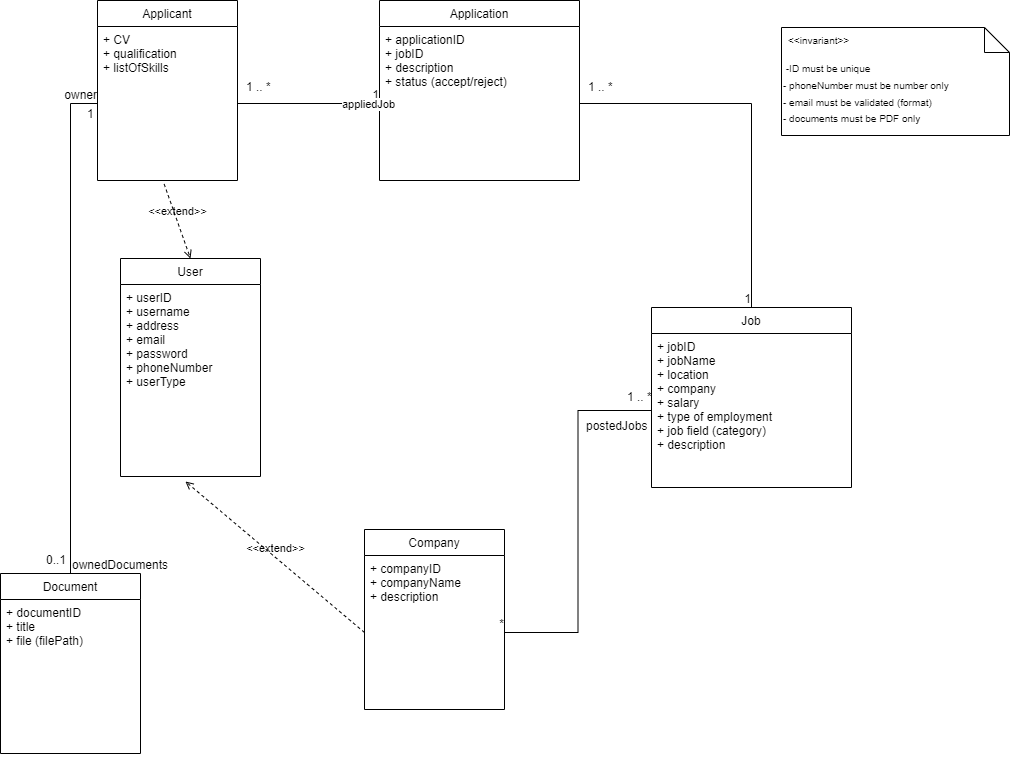 Applicant
+ CV
+ qualification
+ listOfSkills
Application
+ applicationID
+ jobID
+ description
+ status (accept/reject)
<<invariant>>
-ID must be unique
- phoneNumber must be number only
- email must be validated (format)
- documents must be PDF only
owner
1
1 .. *
1
appliedJob
1 .. *
<<extend>>
User
+ userID
+ username
+ address
+ email
+ password
+ phoneNumber
+ userType
1
Job
+ jobID
+ jobName
+ location
+ company
+ salary
+ type of employment
+ job field (category)
+ description
1 .. *
postedJobs
<<extend>>
Company
+ companyID
+ companyName
+ description
*
0..1
ownedDocuments
Document
+ documentID
+ title
+ file (filePath)